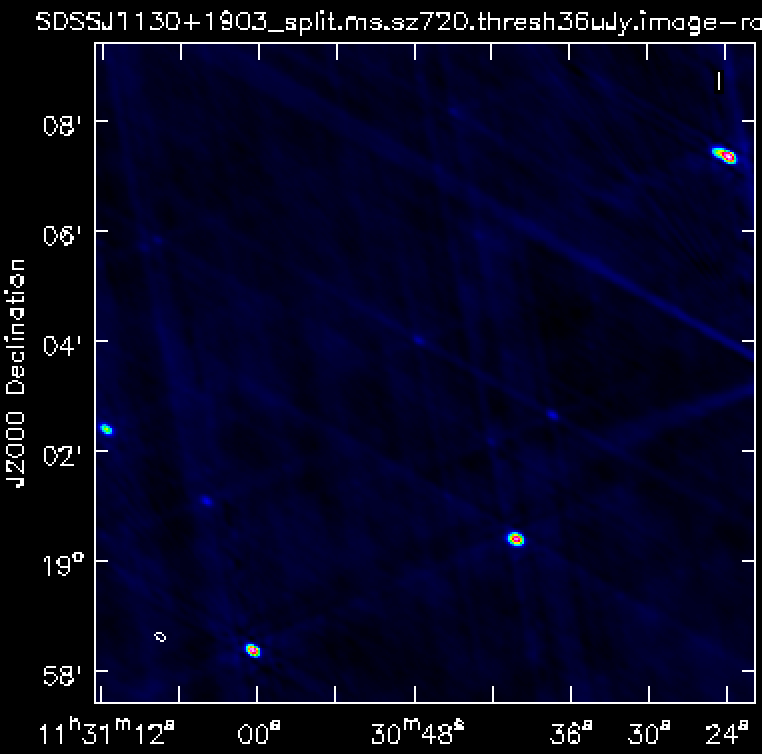 SDSSJ1130+1903_split.ms.sz720.thresh36uJy.image-ra
I
08'
06'
04'
02'
19°
58'
J2000 Declination
11ʰ31ᵐ12ˢ 00ˢ 30ᵐ48ˢ 36ˢ 30ˢ 24ˢ